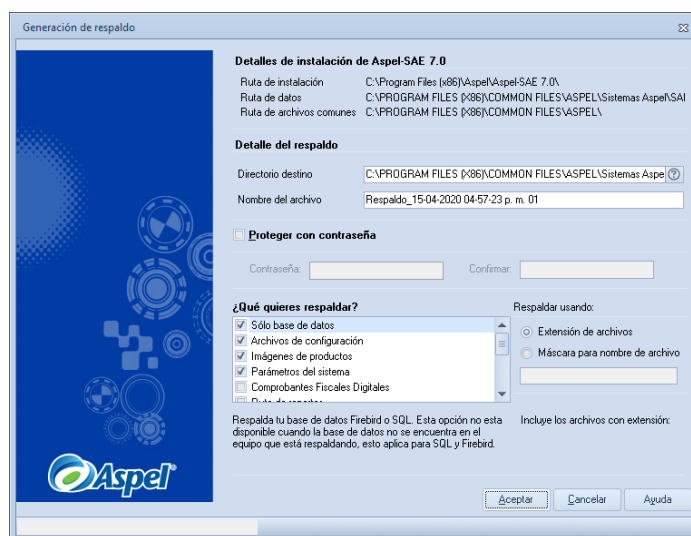 Generación de respaldo
Detalles de instalación de Aspel-SAE 7.0
Ruta de instalación C:\Program Files (x86)\Aspel\Aspel-SAE 7.0\
Ruta de datos C:\PROGRAM FILES (X86)\COMMON FILES\ASPEL\Sistemas Aspel\SAE
Ruta de archivos comunes C:\PROGRAM FILES (X86)\COMMON FILES\ASPEL\
Detalle del respaldo
Directorio destino C:\PROGRAM FILES (X86)\COMMON FILES\ASPEL\Sistemas Aspe
Nombre del archivo Respaldo_15-04-2020 04-57-23 p. m. 01
Proteger con contraseña
Contraseña: Confirmar:
¿Qué quieres respaldar? Respaldar usando:
Sólo base de datos
Archivos de configuración
Imágenes de productos
Parámetros del sistema
Comprobantes Fiscales Digitales
Ruta de reportes
Extensión de archivos
Máscara para nombre de archivo
Respalda tu base de datos Firebird o SQL. Esta opción no esta
disponible cuando la base de datos no se encuentra en el
equipo que está respaldando, esto aplica para SQL y Firebird.
Incluye los archivos con extensión:
Aspel®
Aceptar Cancelar Ayuda